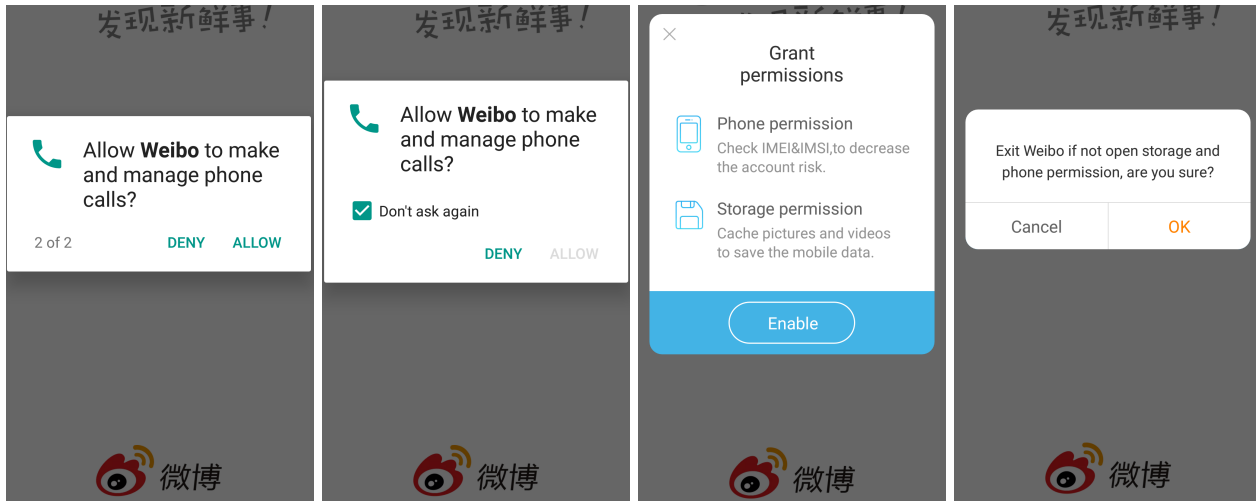 发现新鲜事!
Allow Weibo to make
and manage phone
calls?
2 of 2
DENY
ALLOW
微博
发现新鲜事!
Allow Weibo to make
and manage phone
calls?
Don't ask again
DENY
ALLOW
微博
Grant
permissions
Phone permission
Check IMEI&IMSI,to decrease
the account risk.
Storage permission
Cache pictures and videos
to save the mobile data.
Enable
微博
发现新鲜事!
Exit Weibo if not open storage and
phone permission, are you sure?
Cancel
OK
微博